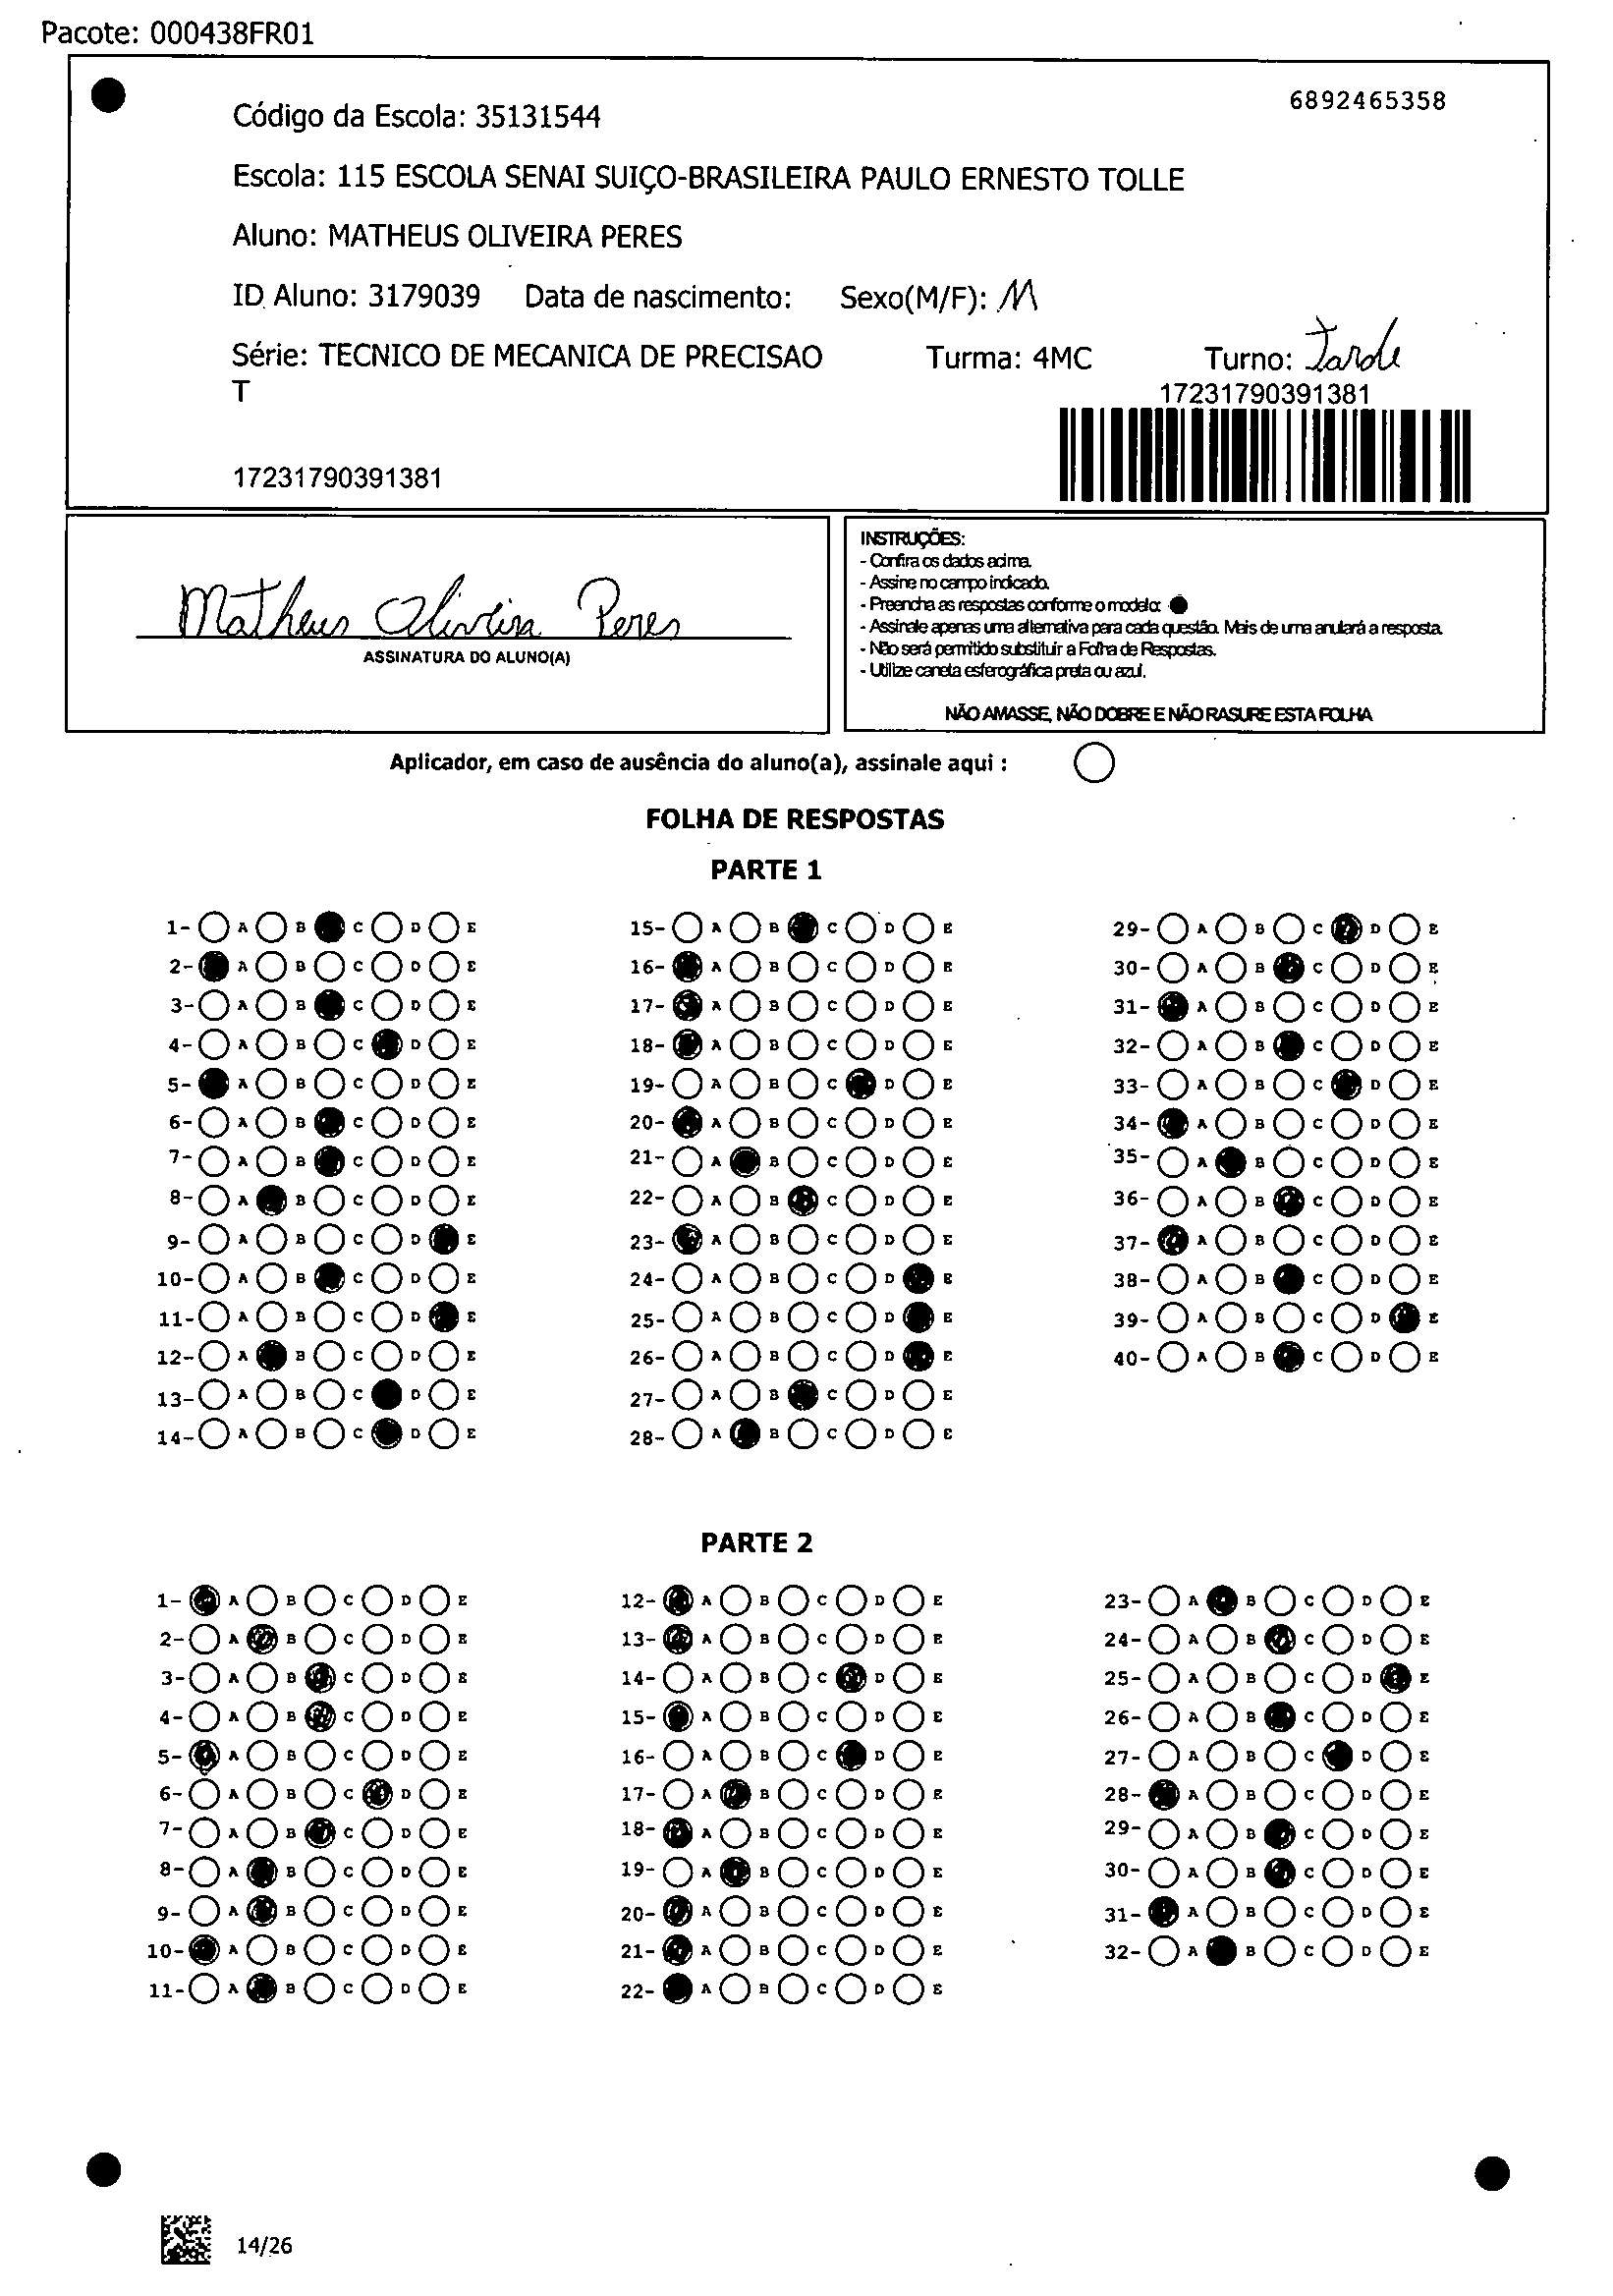 Pacote: 000438FR01
6892465358
Código da Escola: 35131544
Escola: 115 ESCOLA SENAI SUIÇO-BRASILEIRA PAULO ERNESTO TOLLE
Aluno: MATHEUS OLIVEIRA PERES
ID Aluno: 3179039 Data de nascimento: Sexo(M/F): M
Série: TECNICO DE MECANICA DE PRECISAO Turma: 4MC Turno: Tarde
T
17231790391381
17231790391381
Matheus Oliveira Peres
ASSINATURA DO ALUNO(A)
INSTRUÇÕES:
- Confira os dados acima.
- Assine no campo indicado.
- Preencha as respostas conforme o modelo:
- Assinale apenas uma alternativa para cada questão. Mais de uma anulará a resposta.
- Não será permitido substituir a Folha de Respostas.
- Utilize caneta esferográfica preta ou azul.
NÃO AMASSE, NÃO DOBRE E NÃO RASURE ESTA FOLHA
Aplicador, em caso de ausência do aluno(a), assinale aqui :
FOLHA DE RESPOSTAS
PARTE 1
1- A B C D E 15- A B C D E 29- A B C D E
2- A B C D E 16- A B C D E 30- A B C D E
3- A B C D E 17- A B C D E 31- A B C D E
4- A B C D E 18- A B C D E 32- A B C D E
5- A B C D E 19- A B C D E 33- A B C D E
6- A B C D E 20- A B C D E 34- A B C D E
7- A B C D E 21- A B C D E 35- A B C D E
8- A B C D E 22- A B C D E 36- A B C D E
9- A B C D E 23- A B C D E 37- A B C D E
10- A B C D E 24- A B C D E 38- A B C D E
11- A B C D E 25- A B C D E 39- A B C D E
12- A B C D E 26- A B C D E 40- A B C D E
13- A B C D E 27- A B C D E
14- A B C D E 28- A B C D E
PARTE 2
1- A B C D E 12- A B C D E 23- A B C D E
2- A B C D E 13- A B C D E 24- A B C D E
3- A B C D E 14- A B C D E 25- A B C D E
4- A B C D E 15- A B C D E 26- A B C D E
5- A B C D E 16- A B C D E 27- A B C D E
6- A B C D E 17- A B C D E 28- A B C D E
7- A B C D E 18- A B C D E 29- A B C D E
8- A B C D E 19- A B C D E 30- A B C D E
9- A B C D E 20- A B C D E 31- A B C D E
10- A B C D E 21- A B C D E 32- A B C D E
11- A B C D E 22- A B C D E
14/26